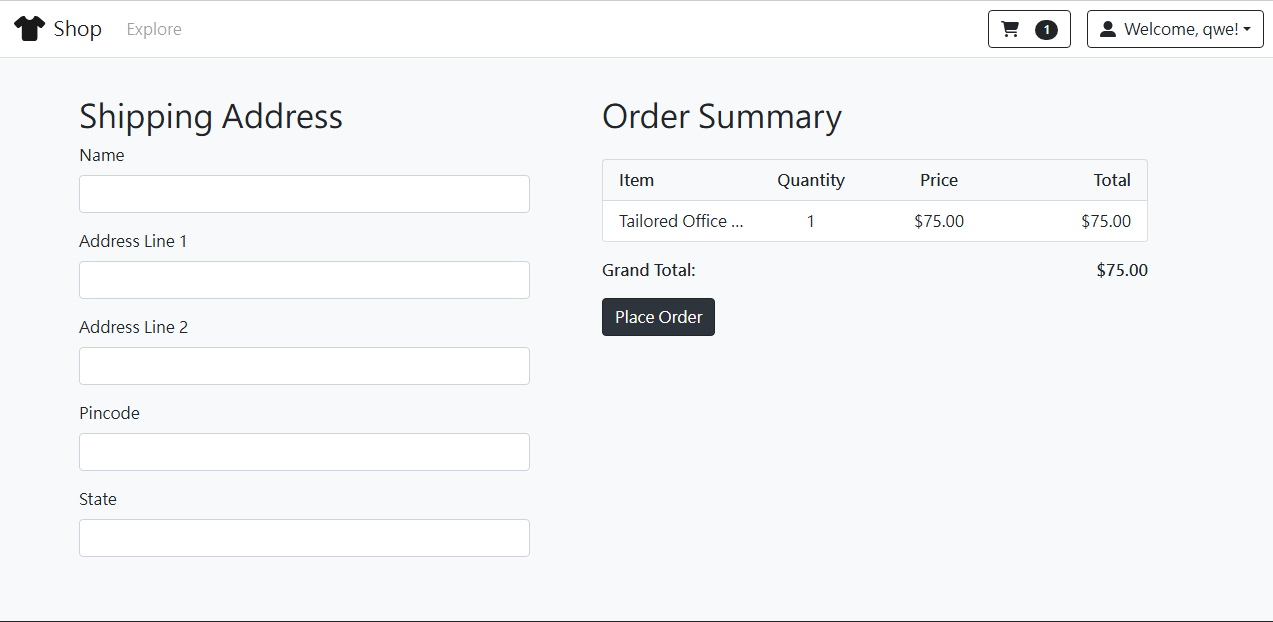 Shop Explore 1 Welcome, qwe!
Shipping Address
Name
Address Line 1
Address Line 2
Pincode
State
Order Summary
Item Quantity Price Total
Tailored Office ... 1 $75.00 $75.00
Grand Total: $75.00
Place Order